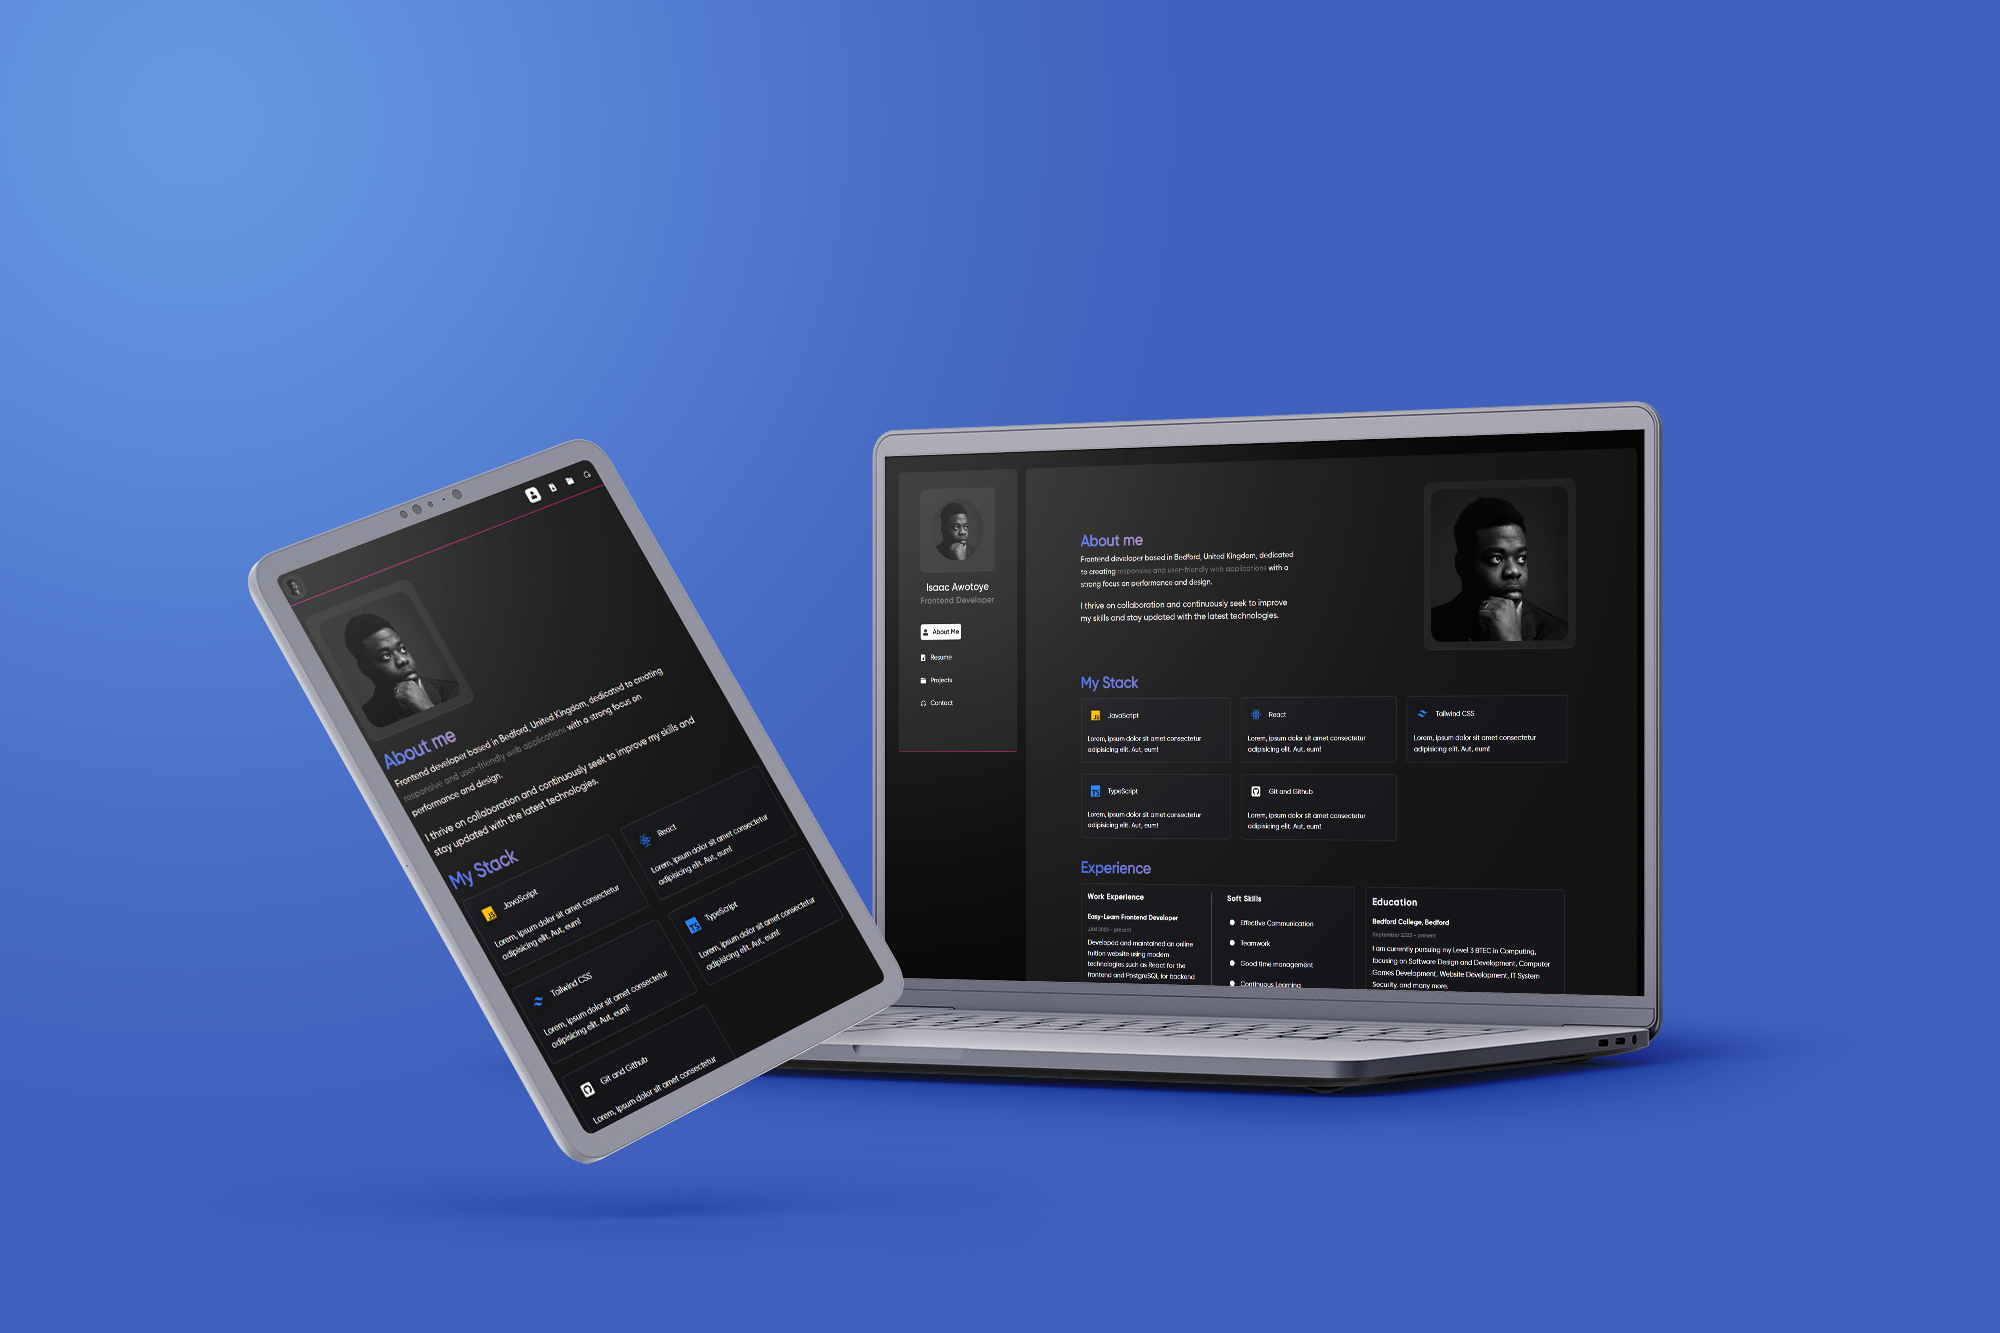 About me
Frontend developer based in Bedford, United Kingdom, dedicated to creating
responsive and user-friendly web applications with a strong focus on
performance and design.
I thrive on collaboration and continuously seek to improve my skills and
stay updated with the latest technologies.
My Stack
JavaScript
Lorem, ipsum dolor sit amet consectetur
adipisicing elit. Aut, eum!
React
Lorem, ipsum dolor sit amet consectetur
adipisicing elit. Aut, eum!
Tailwind CSS
Lorem, ipsum dolor sit amet consectetur
adipisicing elit. Aut, eum!
TypeScript
Lorem, ipsum dolor sit amet consectetur
adipisicing elit. Aut, eum!
Git and Github
Lorem, ipsum dolor sit amet consectetur
Isaac Awotoye
Frontend Developer
About Me
Resume
Projects
Contact
About me
Frontend developer based in Bedford, United Kingdom, dedicated
to creating responsive and user-friendly web applications with a
strong focus on performance and design.
I thrive on collaboration and continuously seek to improve
my skills and stay updated with the latest technologies.
My Stack
JavaScript
Lorem, ipsum dolor sit amet consectetur
adipisicing elit. Aut, eum!
React
Lorem, ipsum dolor sit amet consectetur
adipisicing elit. Aut, eum!
Tailwind CSS
Lorem, ipsum dolor sit amet consectetur
adipisicing elit. Aut, eum!
TypeScript
Lorem, ipsum dolor sit amet consectetur
adipisicing elit. Aut, eum!
Git and Github
Lorem, ipsum dolor sit amet consectetur
adipisicing elit. Aut, eum!
Experience
Work Experience
Easy-Learn Frontend Developer
JAN 2025 - present
Developed and maintained an online
tuition website using modern
technologies such as React for the
frontend and PostgreSQL for backend
Soft Skills
Effective Communication
Teamwork
Good time management
Continuous Learning
Education
Bedford College, Bedford
September 2023 - present
I am currently pursuing my Level 3 BTEC in Computing,
focusing on Software Design and Development, Computer
Games Development, Website Development, IT System
Security, and many more.